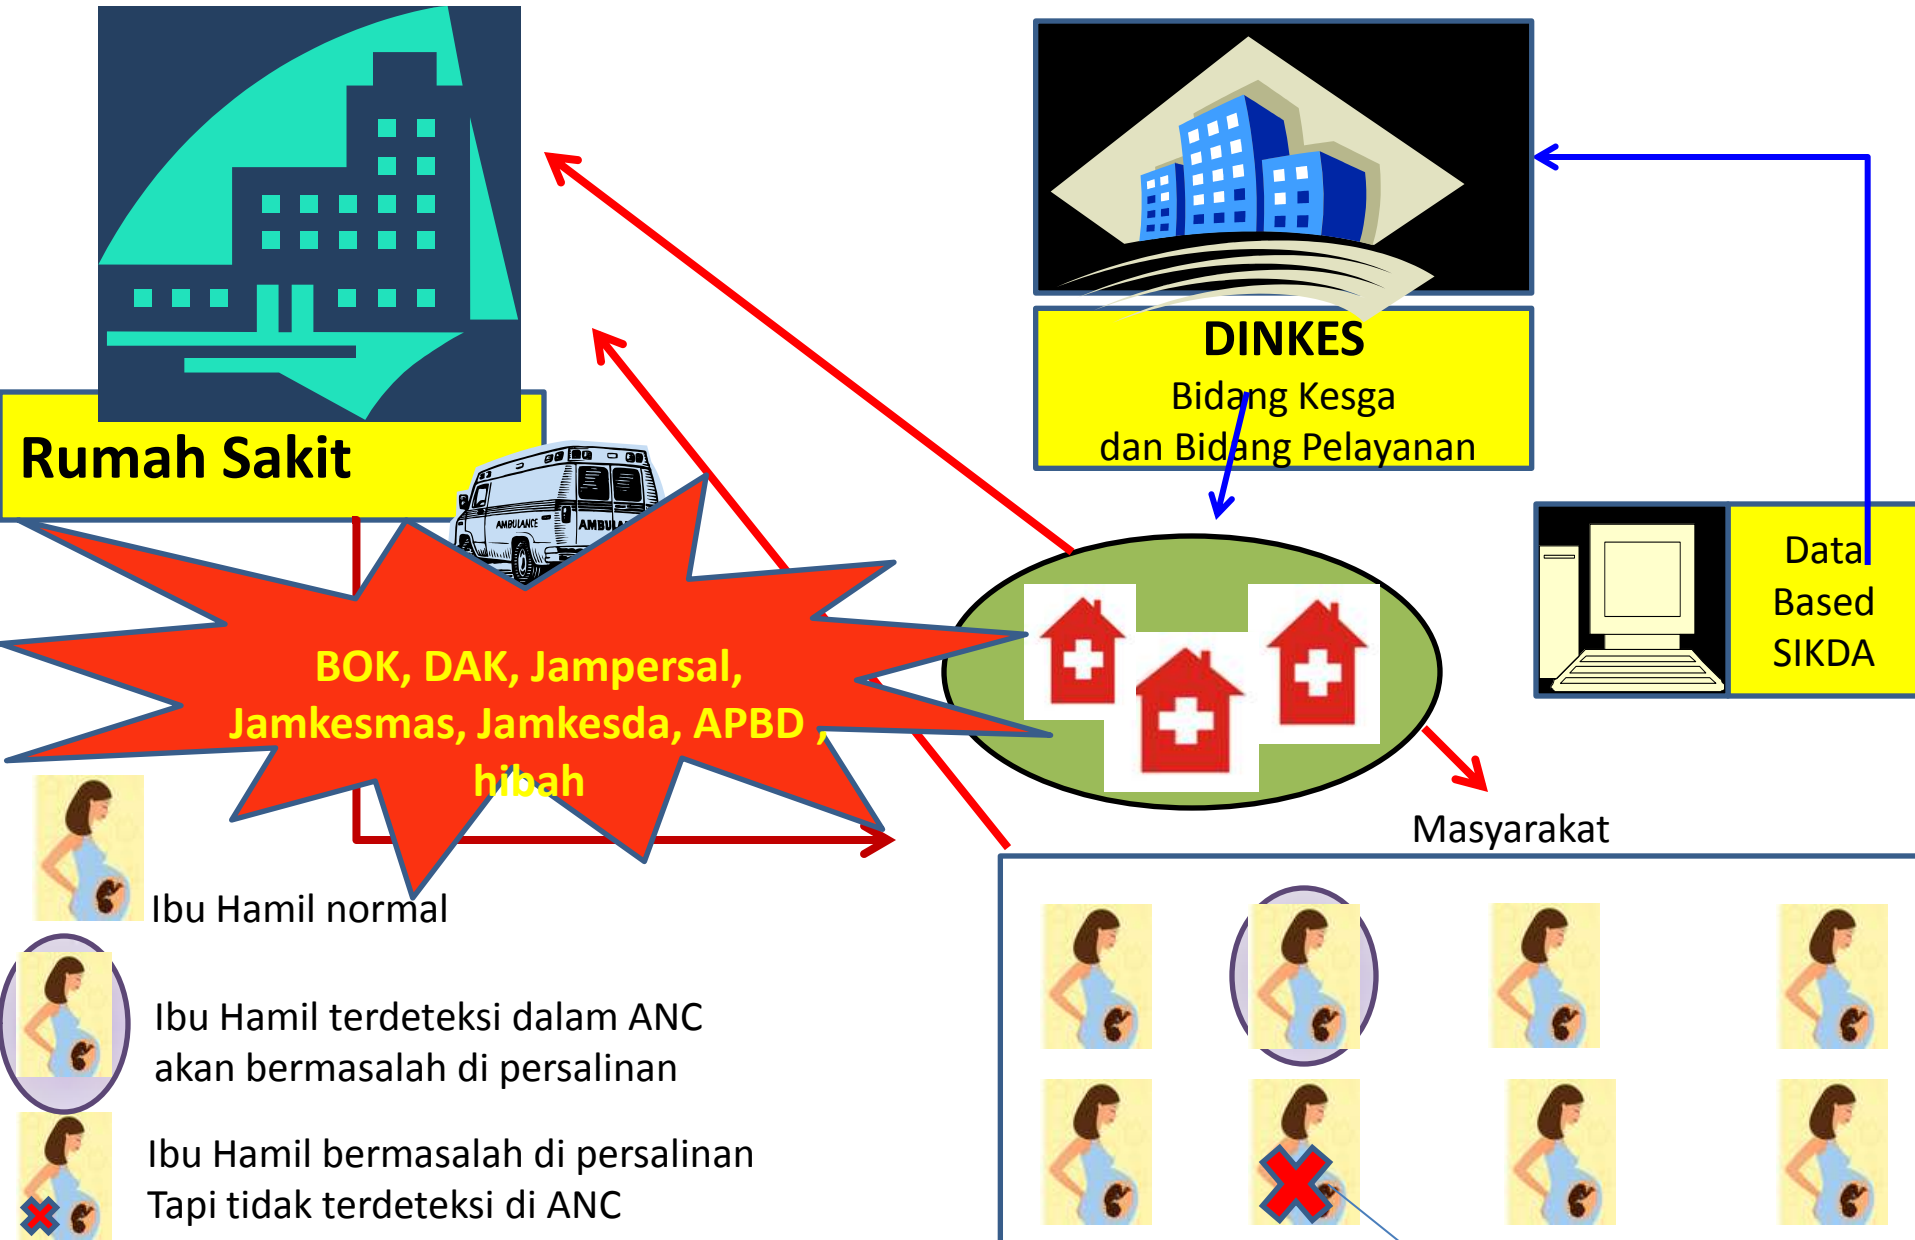 DINKES
Bidang Kesga
dan Bidang Pelayanan
Rumah Sakit
AMBULANCE
Data
Based
SIKDA
BOK, DAK, Jampersal,
Jamkesmas, Jamkesda, APBD ,
hibah
Masyarakat
Ibu Hamil normal
Ibu Hamil terdeteksi dalam ANC
akan bermasalah di persalinan
Ibu Hamil bermasalah di persalinan
Tapi tidak terdeteksi di ANC